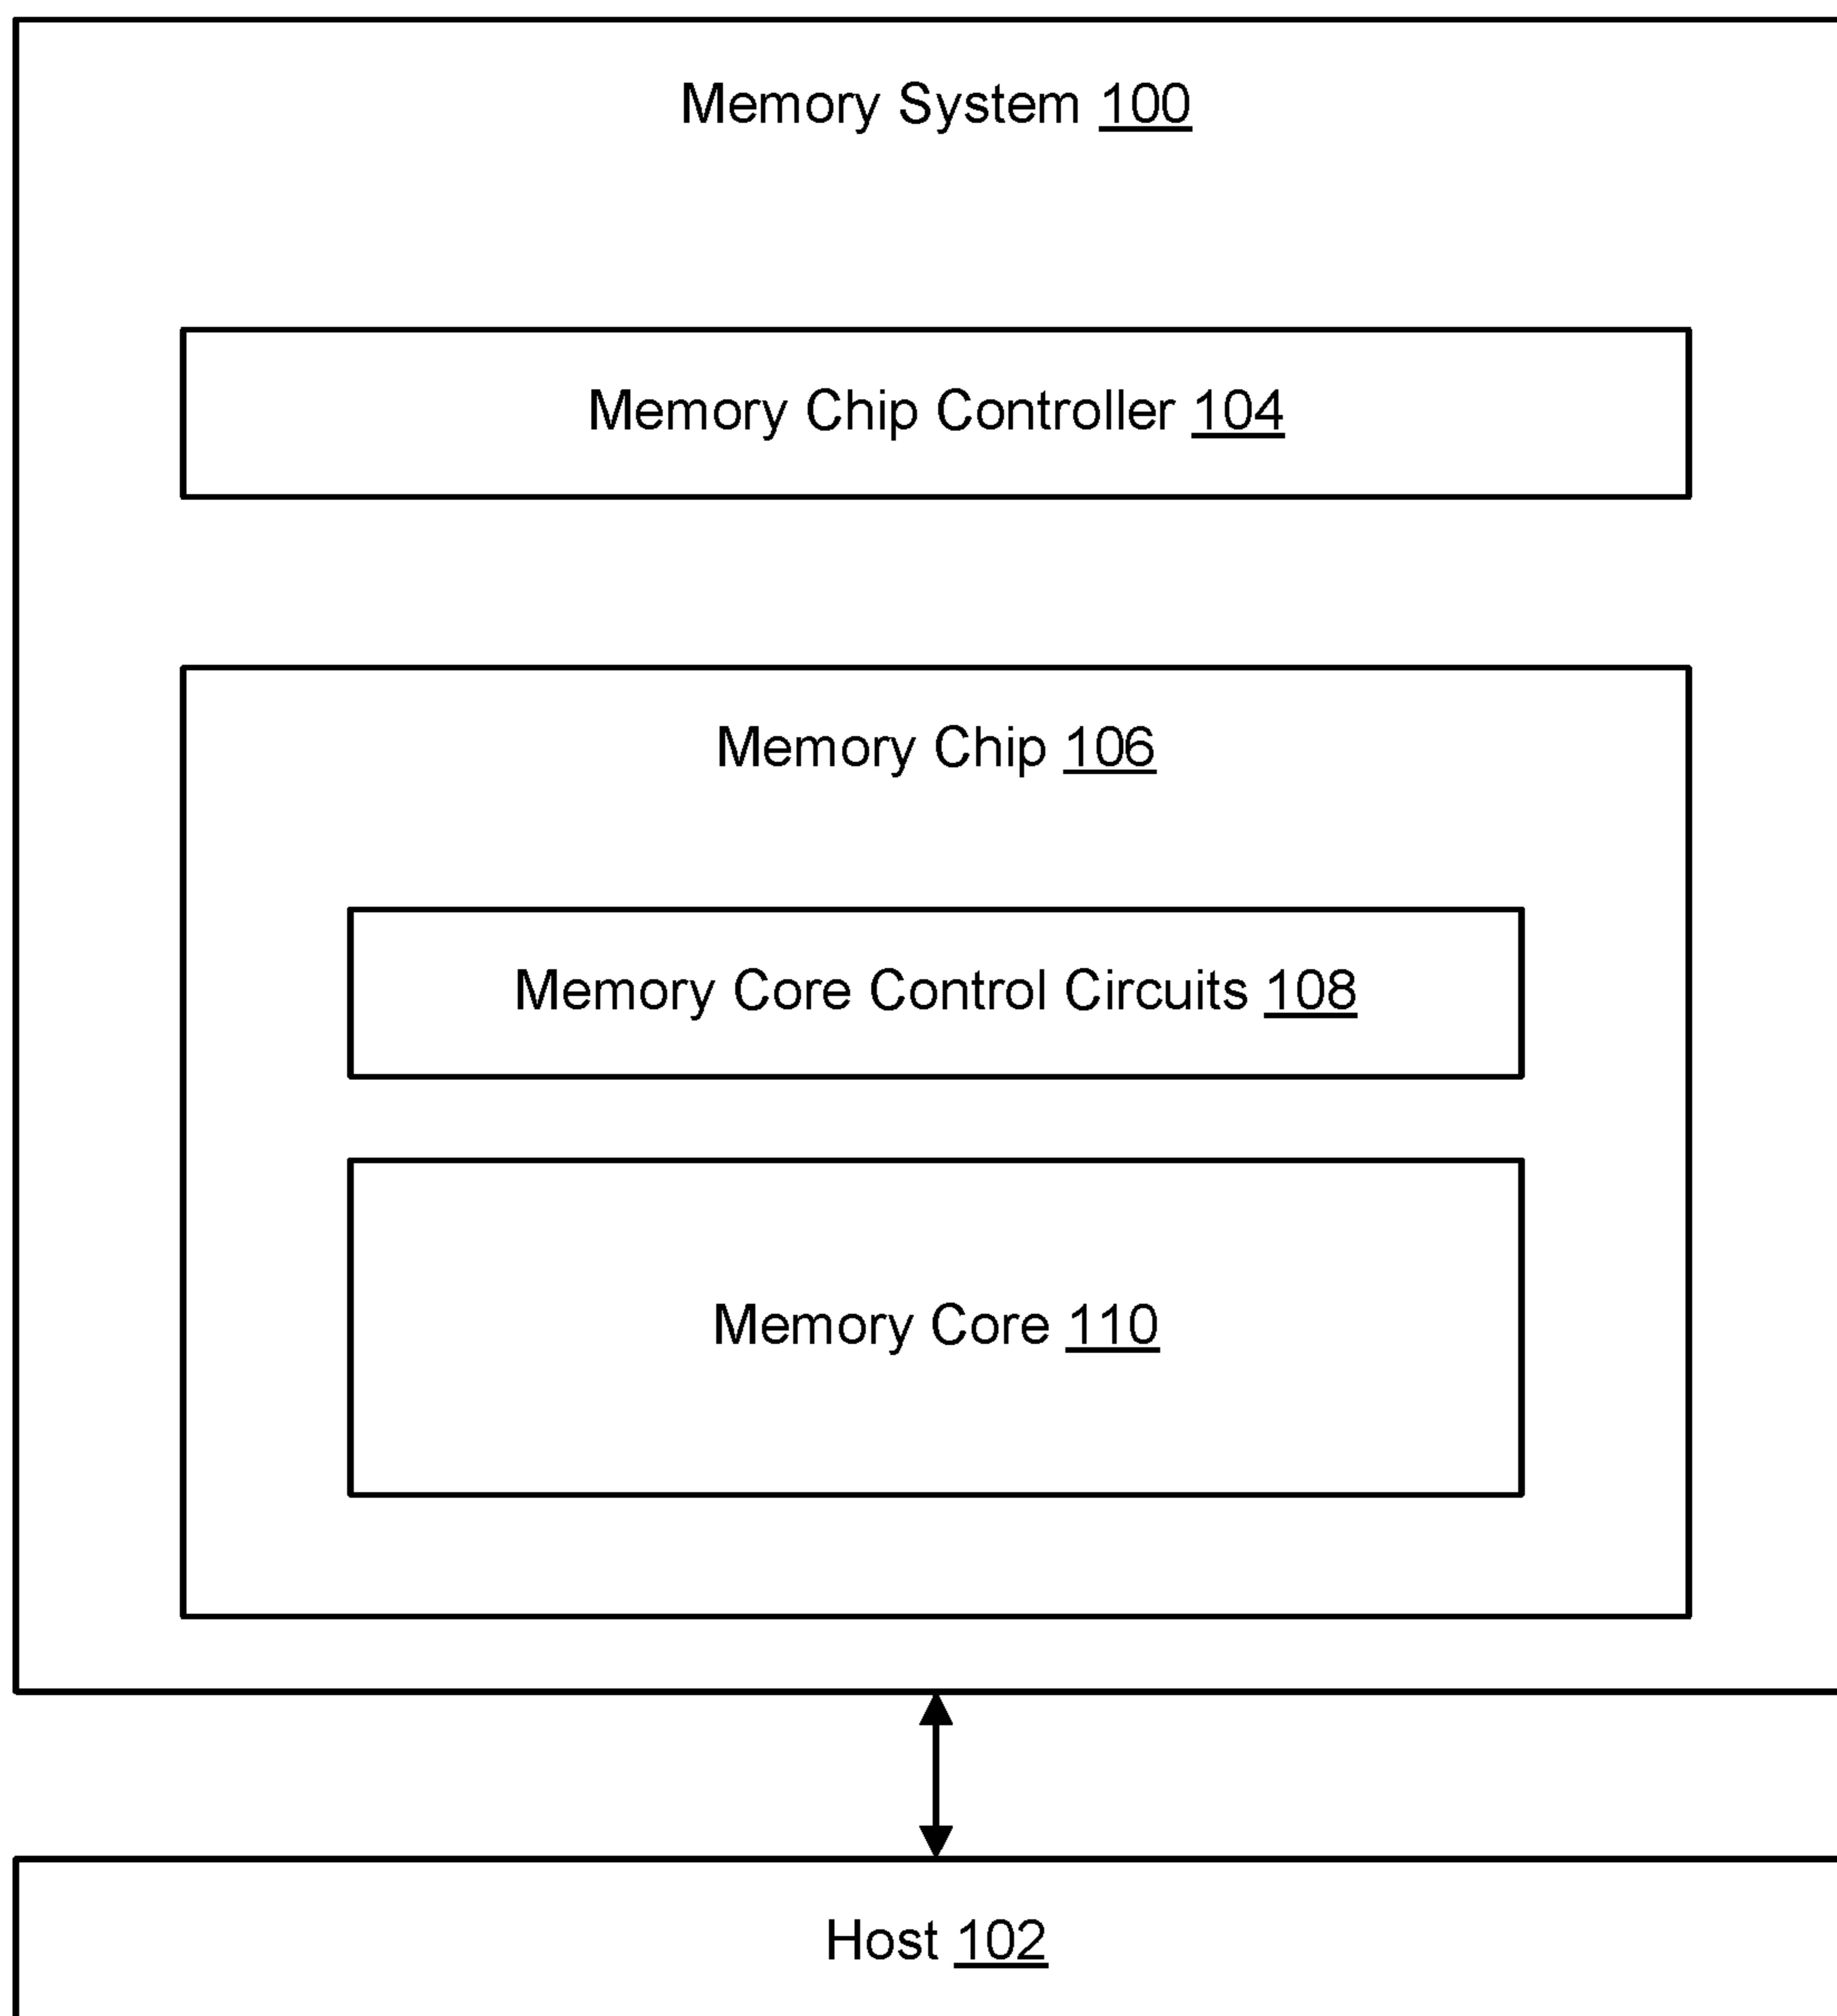 Memory System 100
Memory Chip Controller 104
Memory Chip 106
Memory Core Control Circuits 108
Memory Core 110
Host 102